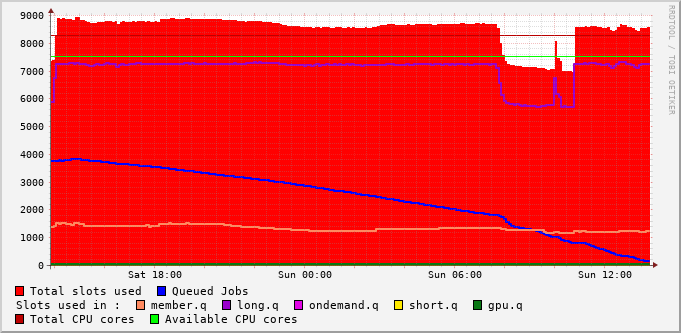 9000
8000
7000
6000
5000
4000
3000
2000
1000
0
Sat 18:00 Sun 00:00 Sun 06:00 Sun 12:00
Total slots used Queued Jobs
Slots used in : member.q long.q ondemand.q short.q gpu.q
Total CPU cores Available CPU cores
RRDTOOL / TOBI OETIKER